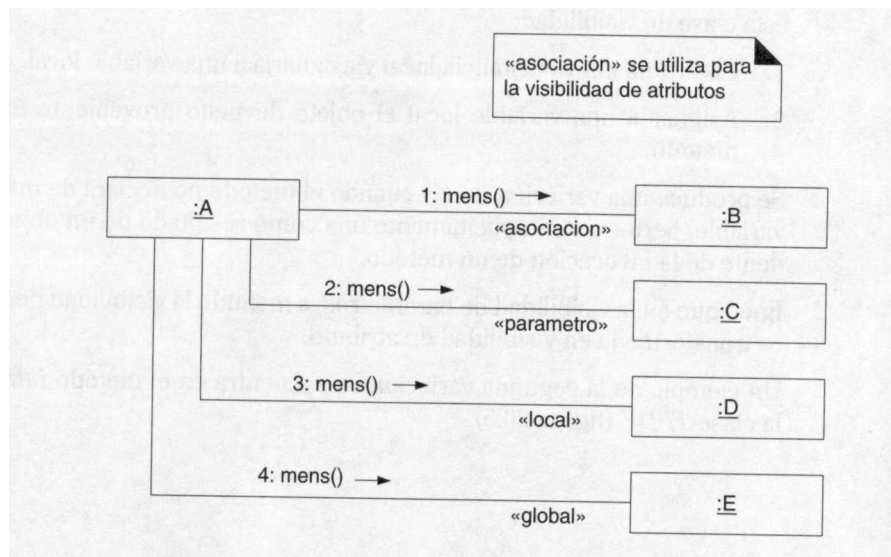 «asociación» se utiliza para
la visibilidad de atributos
:A
1: mens()
:B
«asociacion»
2: mens()
:C
«parametro»
3: mens()
:D
«local»
4: mens()
:E
«global»